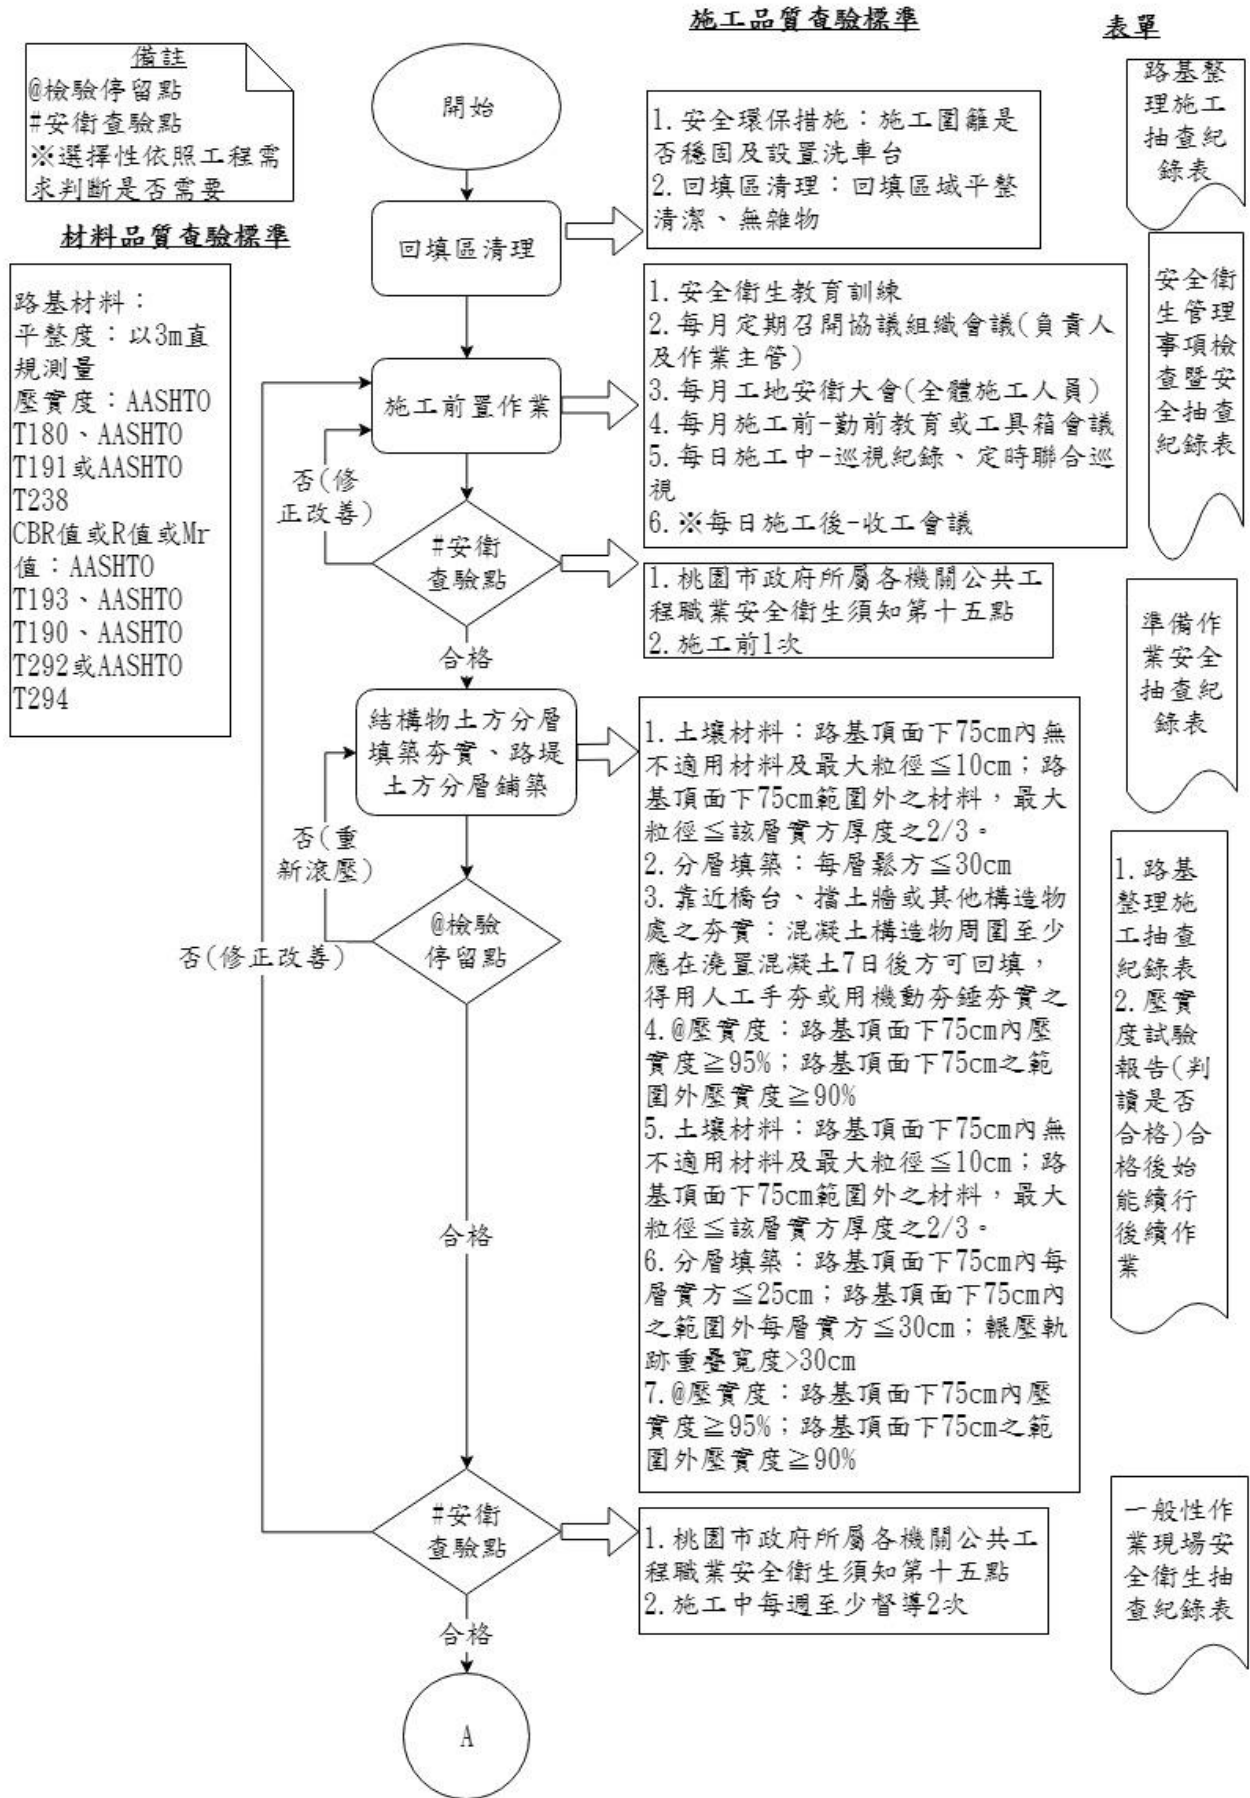 施工品質查驗標準
表單
備註
@檢驗停留點
#安衛查驗點
※選擇性依照工程需
求判斷是否需要
材料品質查驗標準
路基材料：
平整度：以3m直
規測量
壓實度：AASHTO
T180、AASHTO
T191或AASHTO
T238
CBR值或R值或Mr
值：AASHTO
T193、AASHTO
T190、AASHTO
T292或AASHTO
T294
開始
回填區清理
施工前置作業
否(修
正改善)
#安衛
查驗點
合格
結構物土方分層
填築夯實、路堤
土方分層鋪築
否(重
新滾壓)
@檢驗
停留點
否(修正改善)
合格
#安衛
查驗點
合格
A
1.安全環保措施：施工圍籬是
否穩固及設置洗車台
2.回填區清理：回填區域平整
清潔、無雜物
1.安全衛生教育訓練
2.每月定期召開協議組織會議(負責人
及作業主管)
3.每月工地安衛大會(全體施工人員)
4.每月施工前-勤前教育或工具箱會議
5.每日施工中-巡視紀錄、定時聯合巡
視
6.※每日施工後-收工會議
1.桃園市政府所屬各機關公共工
程職業安全衛生須知第十五點
2.施工前1次
1.土壤材料：路基頂面下75cm內無
不適用材料及最大粒徑≦10cm；路
基頂面下75cm範圍外之材料，最大
粒徑≦該層實方厚度之2/3。
2.分層填築：每層鬆方≦30cm
3.靠近橋台、擋土牆或其他構造物
處之夯實：混凝土構造物周圍至少
應在澆置混凝土7日後方可回填，
得用人工手夯或用機動夯錘夯實之
4.@壓實度：路基頂面下75cm內壓
實度≧95%；路基頂面下75cm之範
圍外壓實度≧90%
5.土壤材料：路基頂面下75cm內無
不適用材料及最大粒徑≦10cm；路
基頂面下75cm範圍外之材料，最大
粒徑≦該層實方厚度之2/3。
6.分層填築：路基頂面下75cm內每
層實方≦25cm；路基頂面下75cm內
之範圍外每層實方≦30cm；輾壓軌
跡重疊寬度>30cm
7.@壓實度：路基頂面下75cm內壓
實度≧95%；路基頂面下75cm之範
圍外壓實度≧90%
1.桃園市政府所屬各機關公共工
程職業安全衛生須知第十五點
2.施工中每週至少督導2次
路基整
理施工
抽查紀
錄表
安全衛
生管理
事項檢
查暨安
全抽查
紀錄表
準備作
業安全
抽查紀
錄表
1.路基
整理施
工抽查
紀錄表
2.壓實
度試驗
報告(判
讀是否
合格)合
格後始
能續行
後續作
業
一般性作
業現場安
全衛生抽
查紀錄表